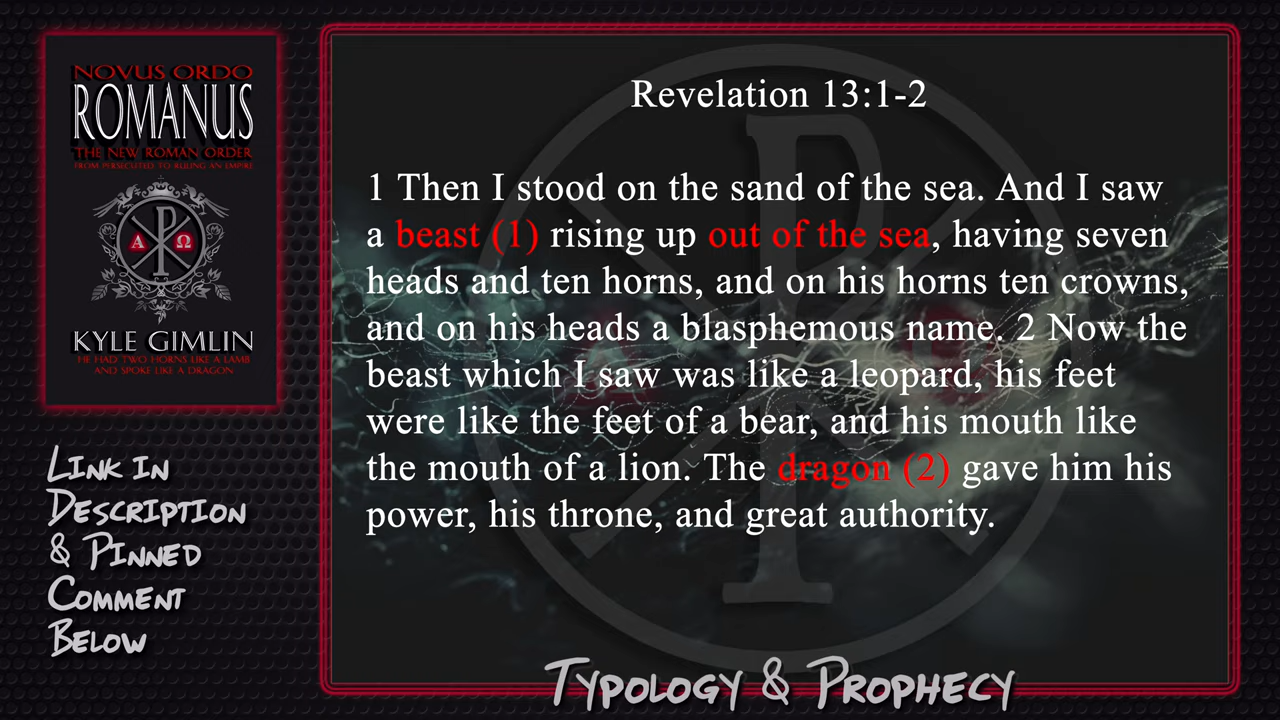 NOVUS ORDO
ROMANUS
THE NEW ROMAN ORDER
FROM PERSECUTED TO RULING AN EMPIRE
Α Ω
KYLE GIMLIN
HE HAD TWO HORNS LIKE A LAMB
AND SPOKE LIKE A DRAGON
Link in
Description
& Pinned
Comment
Below
Revelation 13:1-2
1 Then I stood on the sand of the sea. And I saw
a beast (1) rising up out of the sea, having seven
heads and ten horns, and on his horns ten crowns,
and on his heads a blasphemous name. 2 Now the
beast which I saw was like a leopard, his feet
were like the feet of a bear, and his mouth like
the mouth of a lion. The dragon (2) gave him his
power, his throne, and great authority.
Typology & Prophecy